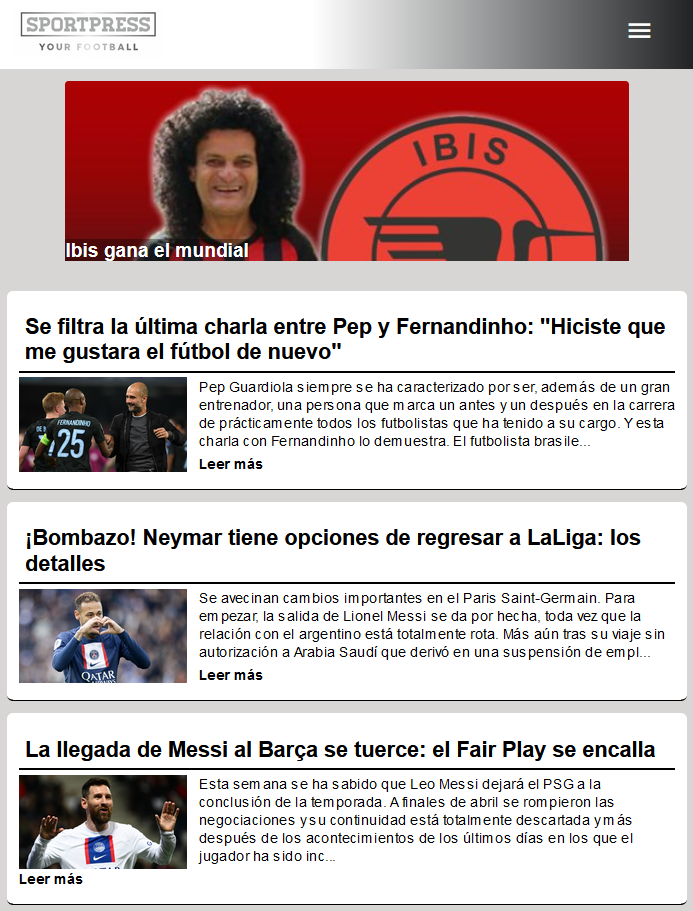 SPORTPRESS
YOUR FOOTBALL
IBIS
Ibis gana el mundial
Se filtra la última charla entre Pep y Fernandinho: "Hiciste que
me gustara el fútbol de nuevo"
DE B
FERNANDINHO
25
Pep Guardiola siempre se ha caracterizado por ser, además de un gran
entrenador, una persona que marca un antes y un después en la carrera
de prácticamente todos los futbolistas que ha tenido a su cargo. Y esta
charla con Fernandinho lo demuestra. El futbolista brasile...
Leer más
¡Bombazo! Neymar tiene opciones de regresar a LaLiga: los
detalles
QATAR
Se avecinan cambios importantes en el Paris Saint-Germain. Para
empezar, la salida de Lionel Messi se da por hecha, toda vez que la
relación con el argentino está totalmente rota. Más aún tras su viaje sin
autorización a Arabia Saudí que derivó en una suspensión de empl...
Leer más
La llegada de Messi al Barça se tuerce: el Fair Play se encalla
Esta semana se ha sabido que Leo Messi dejará el PSG a la
conclusión de la temporada. A finales de abril se rompieron las
negociaciones y su continuidad está totalmente descartada y más
después de los acontecimientos de los últimos días en los que el
jugador ha sido inc...
Leer más